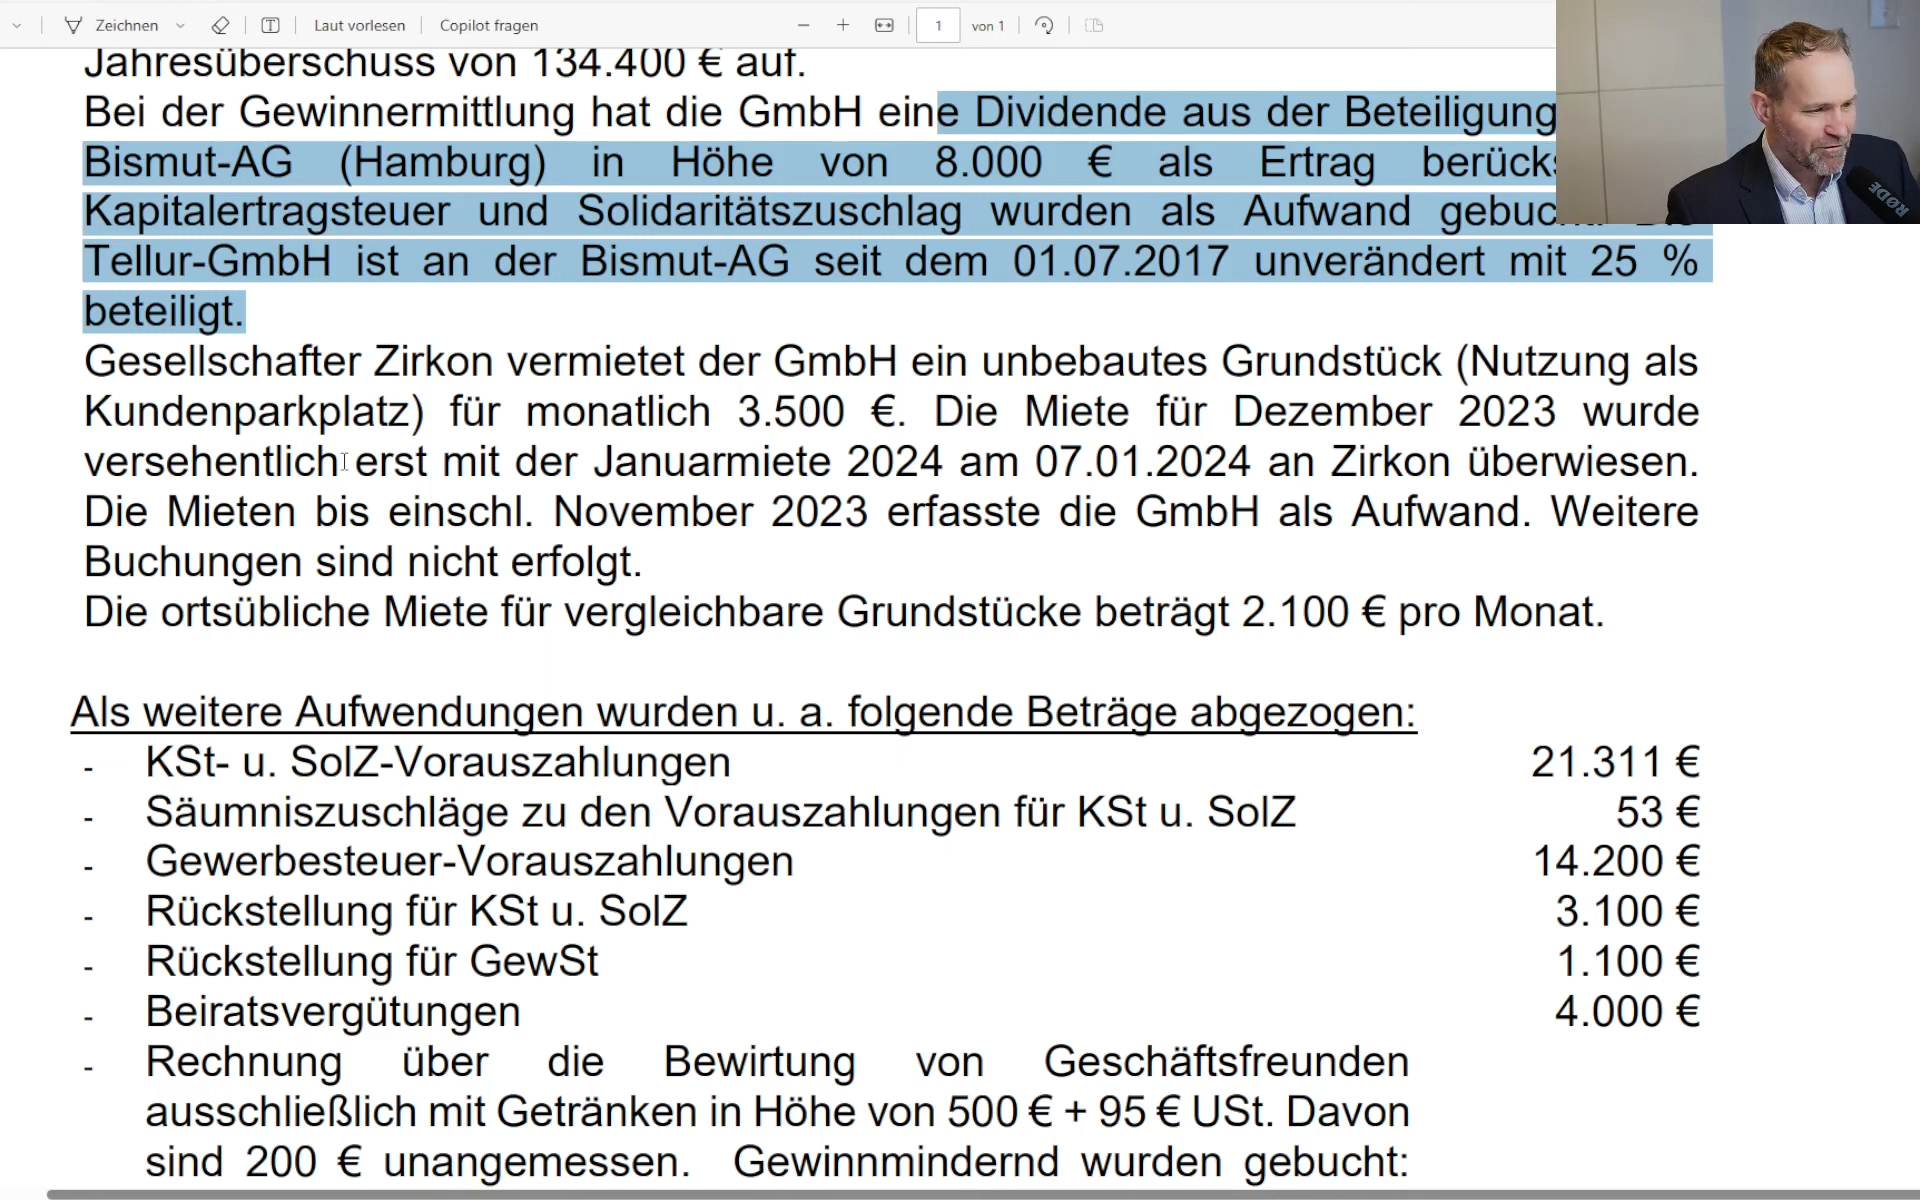 Zeichnen
Laut vorlesen
Copilot fragen
1
von 1
Jahresüberschuss von 134.400 € auf.
Bei der Gewinnermittlung hat die GmbH eine Dividende aus der Beteiligung
Bismut-AG (Hamburg) in Höhe von 8.000 € als Ertrag
Kapitalertragsteuer und Solidaritätszuschlag wurden als Aufwand
Tellur-GmbH ist an der Bismut-AG seit dem 01.07.2017 unverändert mit 25 %
beteiligt.
Gesellschafter Zirkon vermietet der GmbH ein unbebautes Grundstück (Nutzung als
Kundenparkplatz) für monatlich 3.500 €. Die Miete für Dezember 2023 wurde
versehentlich erst mit der Januarmiete 2024 am 07.01.2024 an Zirkon überwiesen.
Die Mieten bis einschl. November 2023 erfasste die GmbH als Aufwand. Weitere
Buchungen sind nicht erfolgt.
Die ortsübliche Miete für vergleichbare Grundstücke beträgt 2.100 € pro Monat.
Als weitere Aufwendungen wurden u. a. folgende Beträge abgezogen:
- KSt- u. SolZ-Vorauszahlungen 21.311 €
- Säumniszuschläge zu den Vorauszahlungen für KSt u. SolZ 53 €
- Gewerbesteuer-Vorauszahlungen 14.200 €
- Rückstellung für KSt u. SolZ 3.100 €
- Rückstellung für GewSt 1.100 €
- Beiratsvergütungen 4.000 €
- Rechnung über die Bewirtung von Geschäftsfreunden
ausschließlich mit Getränken in Höhe von 500 € + 95 € USt. Davon
sind 200 € unangemessen. Gewinnmindernd wurden gebucht:
RØDE